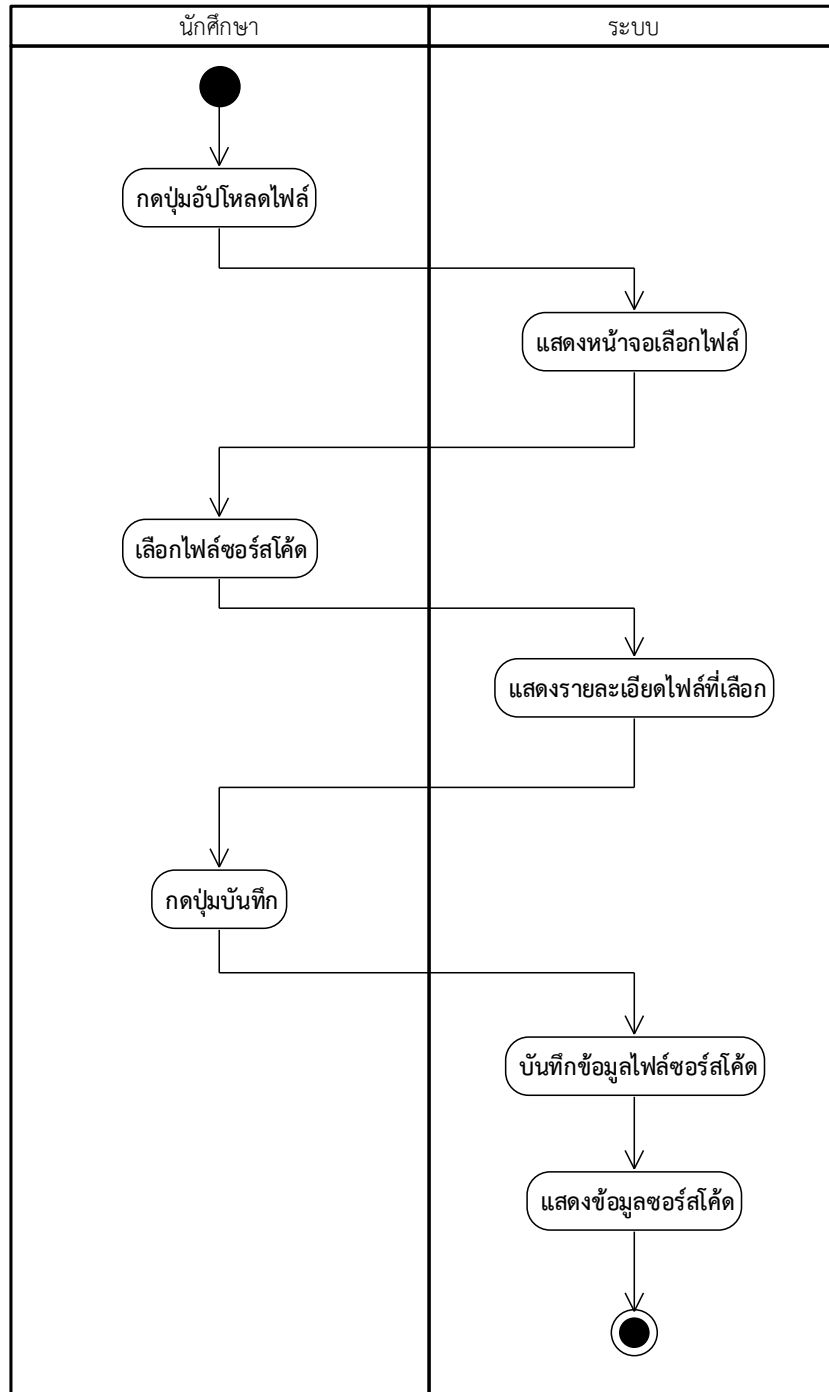 นักศึกษา
ระบบ
กดปุ่มอัปโหลดไฟล์
แสดงหน้าจอเลือกไฟล์
เลือกไฟล์ซอร์สโค้ด
แสดงรายละเอียดไฟล์ที่เลือก
กดปุ่มบันทึก
บันทึกข้อมูลไฟล์ซอร์สโค้ด
แสดงข้อมูลซอร์สโค้ด